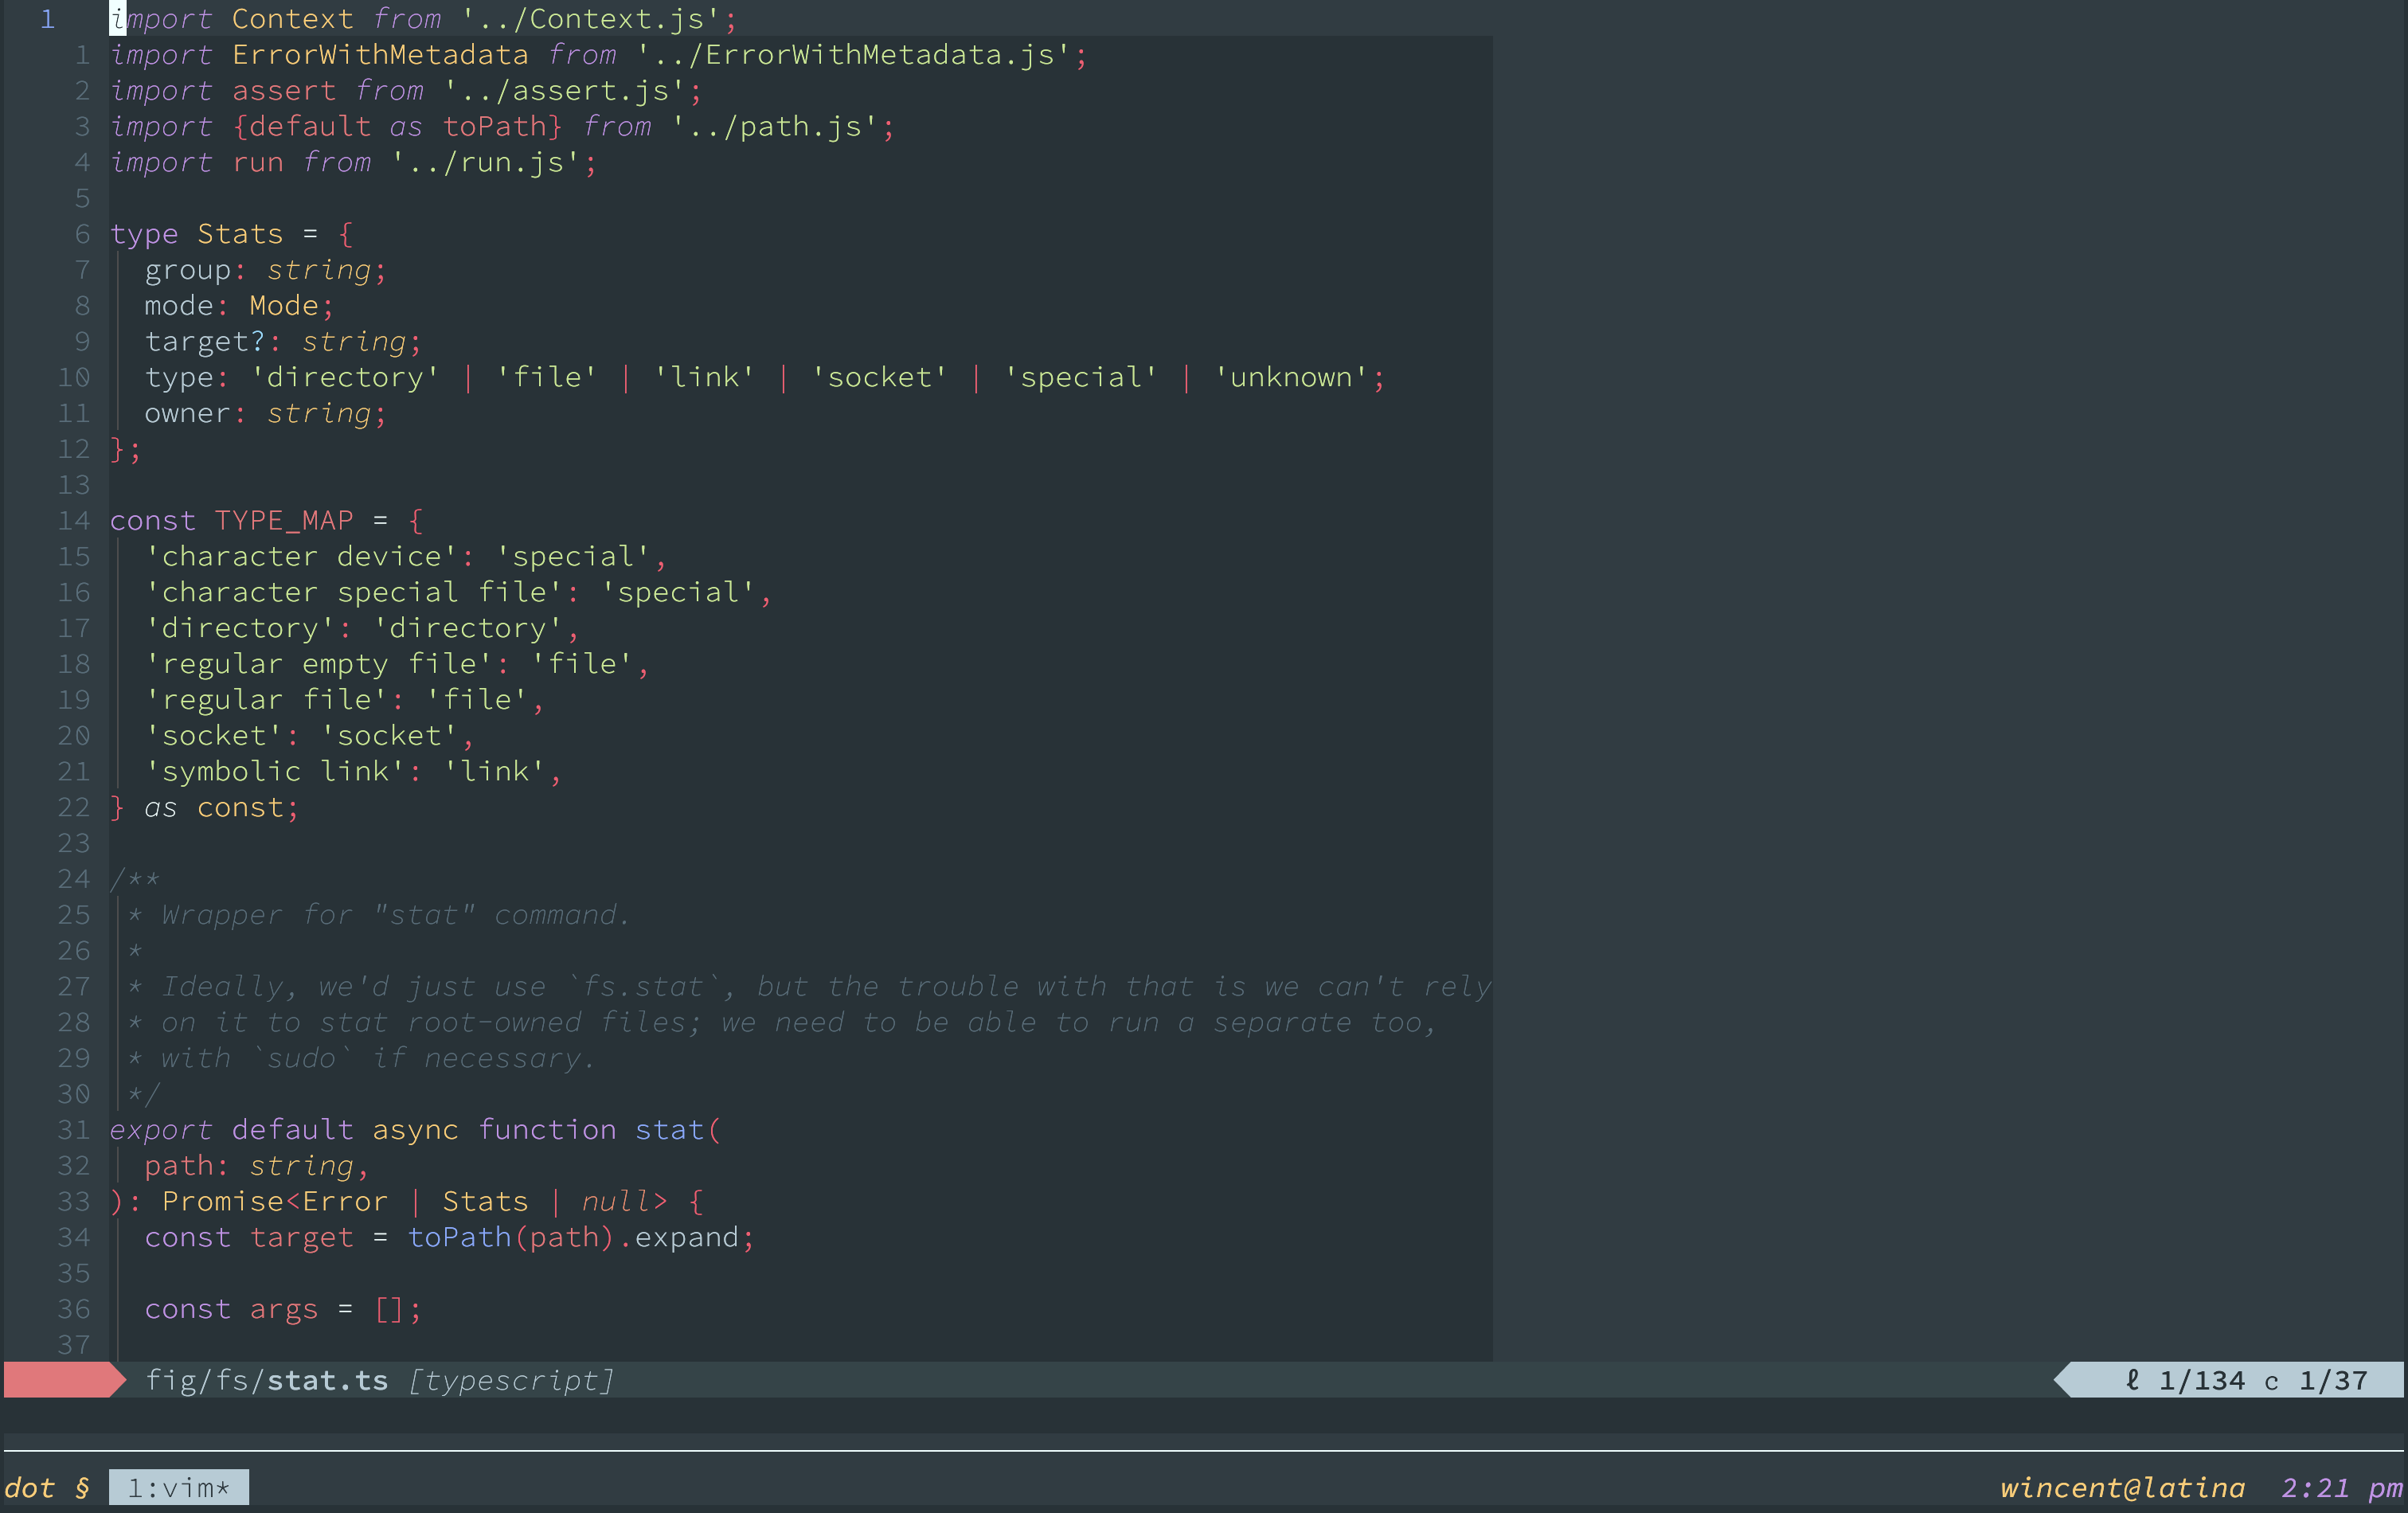 1 import Context from '../Context.js';
1 import ErrorWithMetadata from '../ErrorWithMetadata.js';
2 import assert from '../assert.js';
3 import {default as toPath} from '../path.js';
4 import run from '../run.js';
5
6 type Stats = {
7   group: string;
8   mode: Mode;
9   target?: string;
10   type: 'directory' | 'file' | 'link' | 'socket' | 'special' | 'unknown';
11   owner: string;
12 };
13
14 const TYPE_MAP = {
15   'character device': 'special',
16   'character special file': 'special',
17   'directory': 'directory',
18   'regular empty file': 'file',
19   'regular file': 'file',
20   'socket': 'socket',
21   'symbolic link': 'link',
22 } as const;
23
24 /**
25  * Wrapper for "stat" command.
26  *
27  * Ideally, we'd just use `fs.stat`, but the trouble with that is we can't rely
28  * on it to stat root-owned files; we need to be able to run a separate too,
29  * with `sudo` if necessary.
30  */
31 export default async function stat(
32   path: string,
33 ): Promise<Error | Stats | null> {
34   const target = toPath(path).expand;
35
36   const args = [];
37
fig/fs/stat.ts [typescript] ℓ 1/134 c 1/37
dot § 1:vim* wincent@latina 2:21 pm